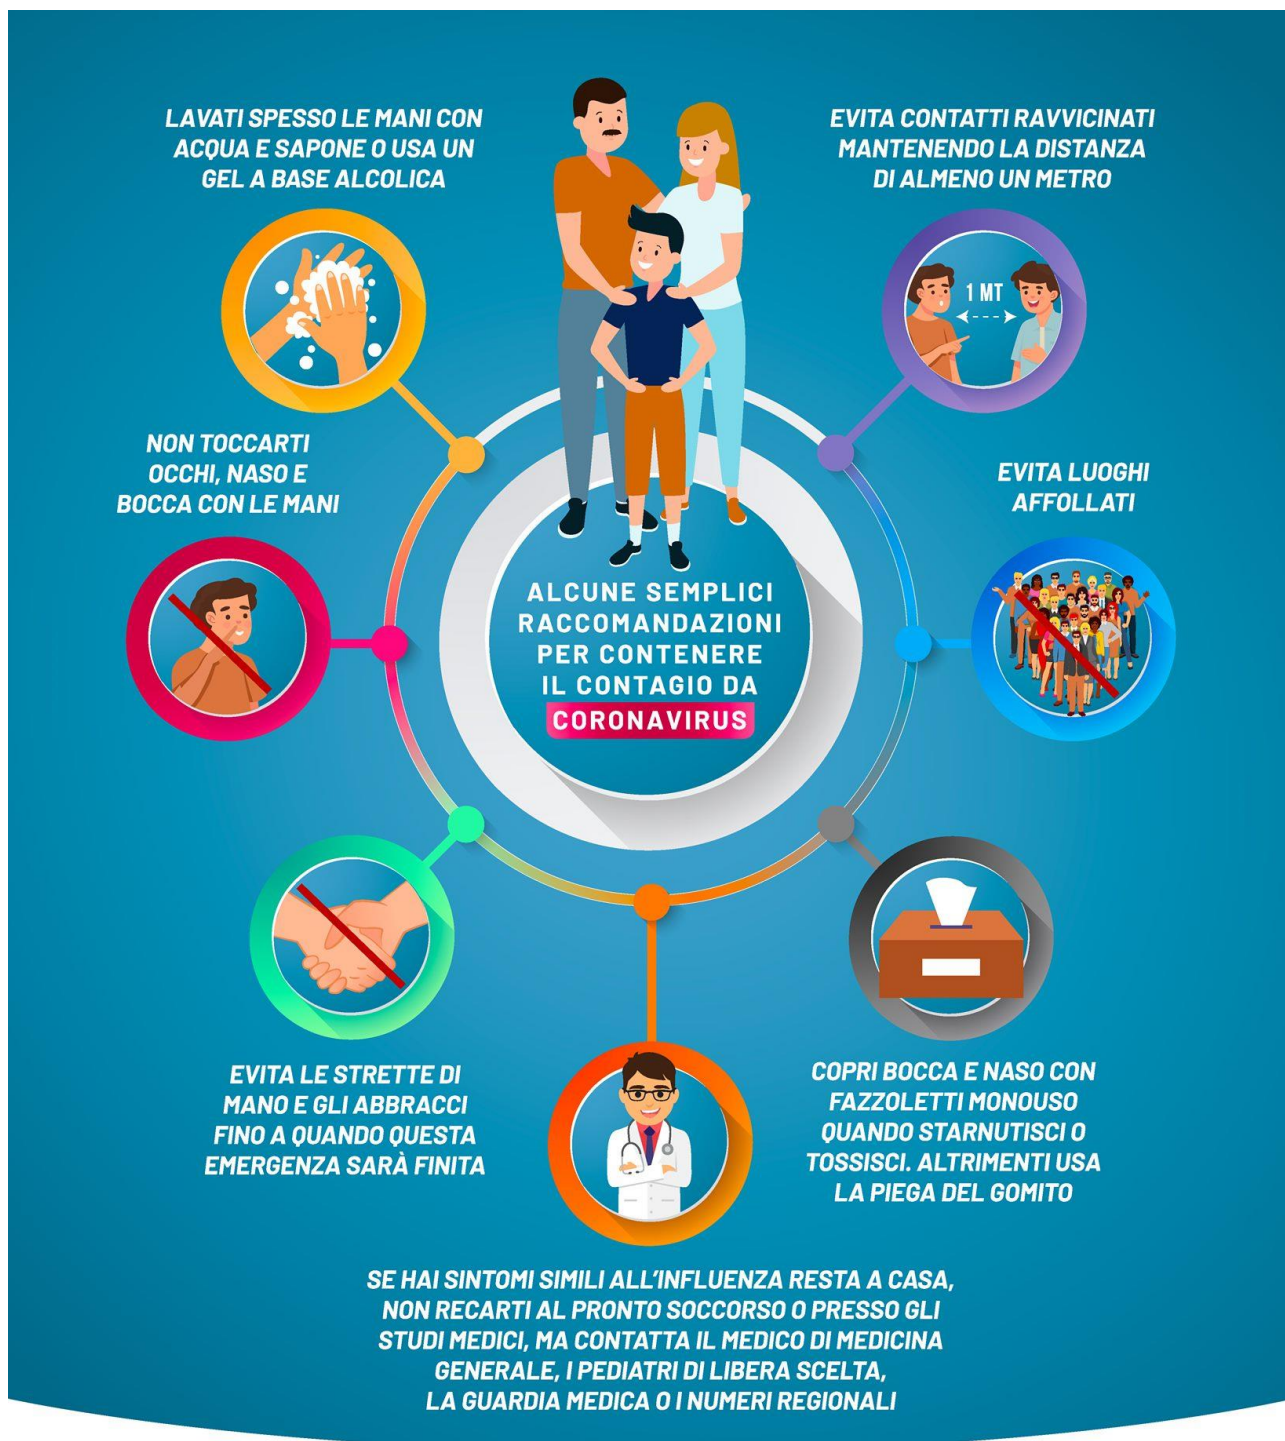 LAVATI SPESSO LE MANI CON
ACQUA E SAPONE O USA UN
GEL A BASE ALCOLICA
EVITA CONTATTI RAVVICINATI
MANTENENDO LA DISTANZA
DI ALMENO UN METRO
1 MT
NON TOCCARTI
OCCHI, NASO E
BOCCA CON LE MANI
EVITA LUOGHI
AFFOLLATI
ALCUNE SEMPLICI
RACCOMANDAZIONI
PER CONTENERE
IL CONTAGIO DA
CORONAVIRUS
EVITA LE STRETTE DI
MANO E GLI ABBRACCI
FINO A QUANDO QUESTA
EMERGENZA SARÀ FINITA
COPRI BOCCA E NASO CON
FAZZOLETTI MONOUSO
QUANDO STARNUTISCI O
TOSSISCI. ALTRIMENTI USA
LA PIEGA DEL GOMITO
SE HAI SINTOMI SIMILI ALL'INFLUENZA RESTA A CASA,
NON RECARTI AL PRONTO SOCCORSO O PRESSO GLI
STUDI MEDICI, MA CONTATTA IL MEDICO DI MEDICINA
GENERALE, I PEDIATRI DI LIBERA SCELTA,
LA GUARDIA MEDICA O I NUMERI REGIONALI